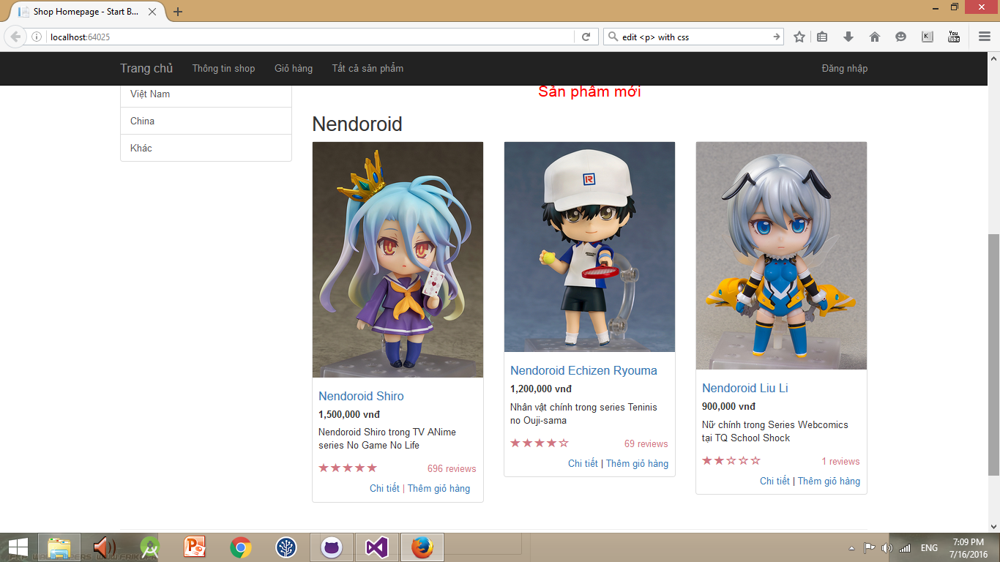 Shop Homepage - Start B...
localhost:64025
edit <p> with css
You
Tube
Trang chủ
Thông tin shop
Giỏ hàng
Tất cả sản phẩm
Đăng nhập
Việt Nam
China
Khác
Sản phẩm mới
Nendoroid
Nendoroid Shiro
1,500,000 vnđ
Nendoroid Shiro trong TV ANime
series No Game No Life
★★★★★ 696 reviews
Chi tiết | Thêm giỏ hàng
R
Nendoroid Echizen Ryouma
1,200,000 vnđ
Nhân vật chính trong series Teninis
no Ouji-sama
★★★★☆ 69 reviews
Chi tiết | Thêm giỏ hàng
Nendoroid Liu Li
900,000 vnđ
Nữ chính trong Series Webcomics
tại TQ School Shock
★★☆☆☆ 1 reviews
Chi tiết | Thêm giỏ hàng
ENG
7:09 PM
7/16/2016